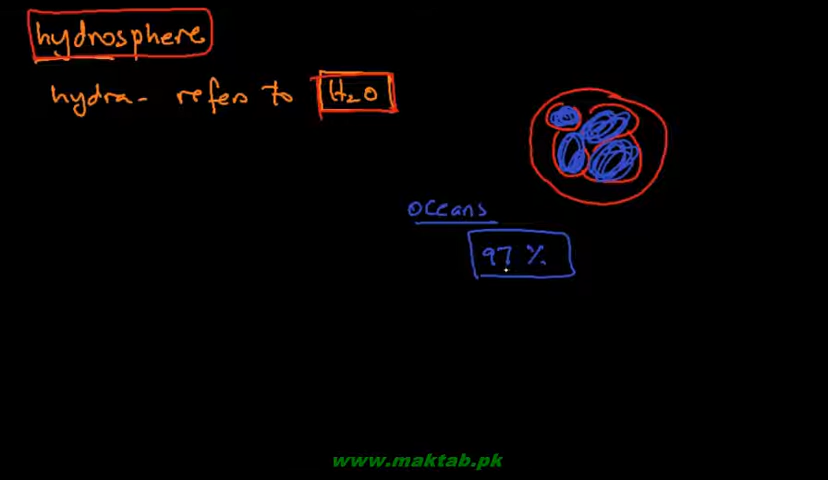 hydrosphere
hydra- refers to H₂O
oceans
97 %
www.maktab.pk